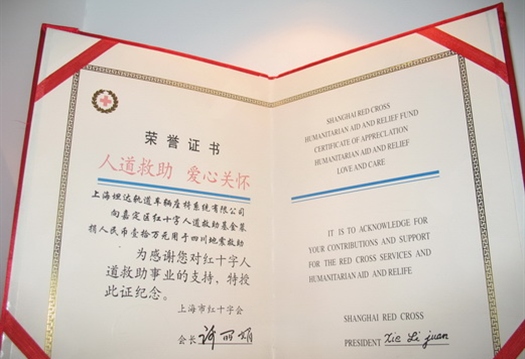 荣誉证书
人道救助 爱心关怀
上海坦达轨道车辆座椅系统有限公司
向嘉定区红十字人道救助基金募
捐人民币壹拾万元用于四川地震救助
为感谢您对红十字人
道救助事业的支持,特授
此证纪念。
上海市红十字会
会长
SHANGHAI RED CROSS
HUMANITARIAN AID AND RELIEF FUND
CERTIFICATE OF APPRECLATION
HUMANITARIAN AID AND RELIEF
LOVE AND CARE
IT IS TO ACKNOWLEDGE FOR
YOUR CONTRIBUTIONS AND SUPPORT
FOR THE RED CROSS SERVICES AND
HUMANITARIAN AID AND RELIFE
SHANGHAI RED CROSS
PRESIDENT Xie Li juan